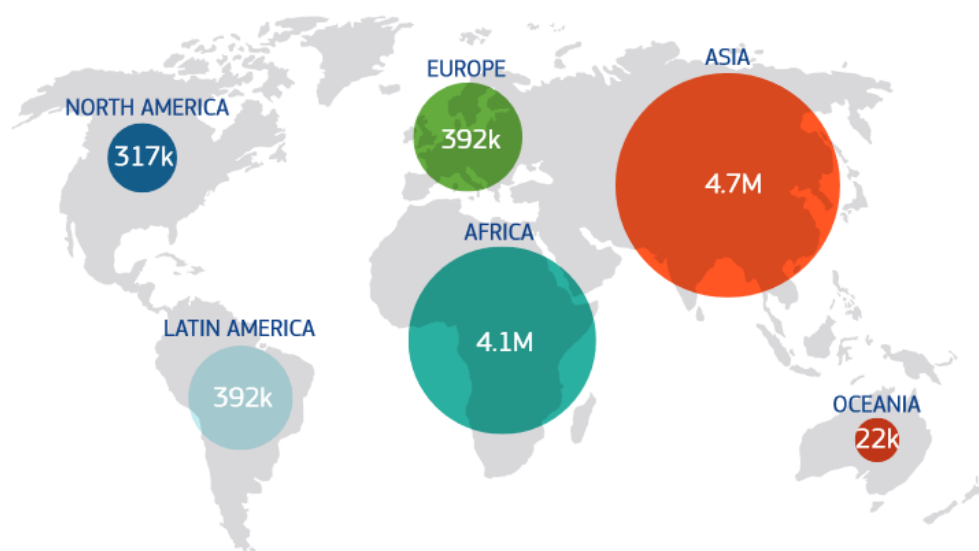 NORTH AMERICA
317k
EUROPE
392k
ASIA
4.7M
AFRICA
4.1M
LATIN AMERICA
392k
OCEANIA
22k